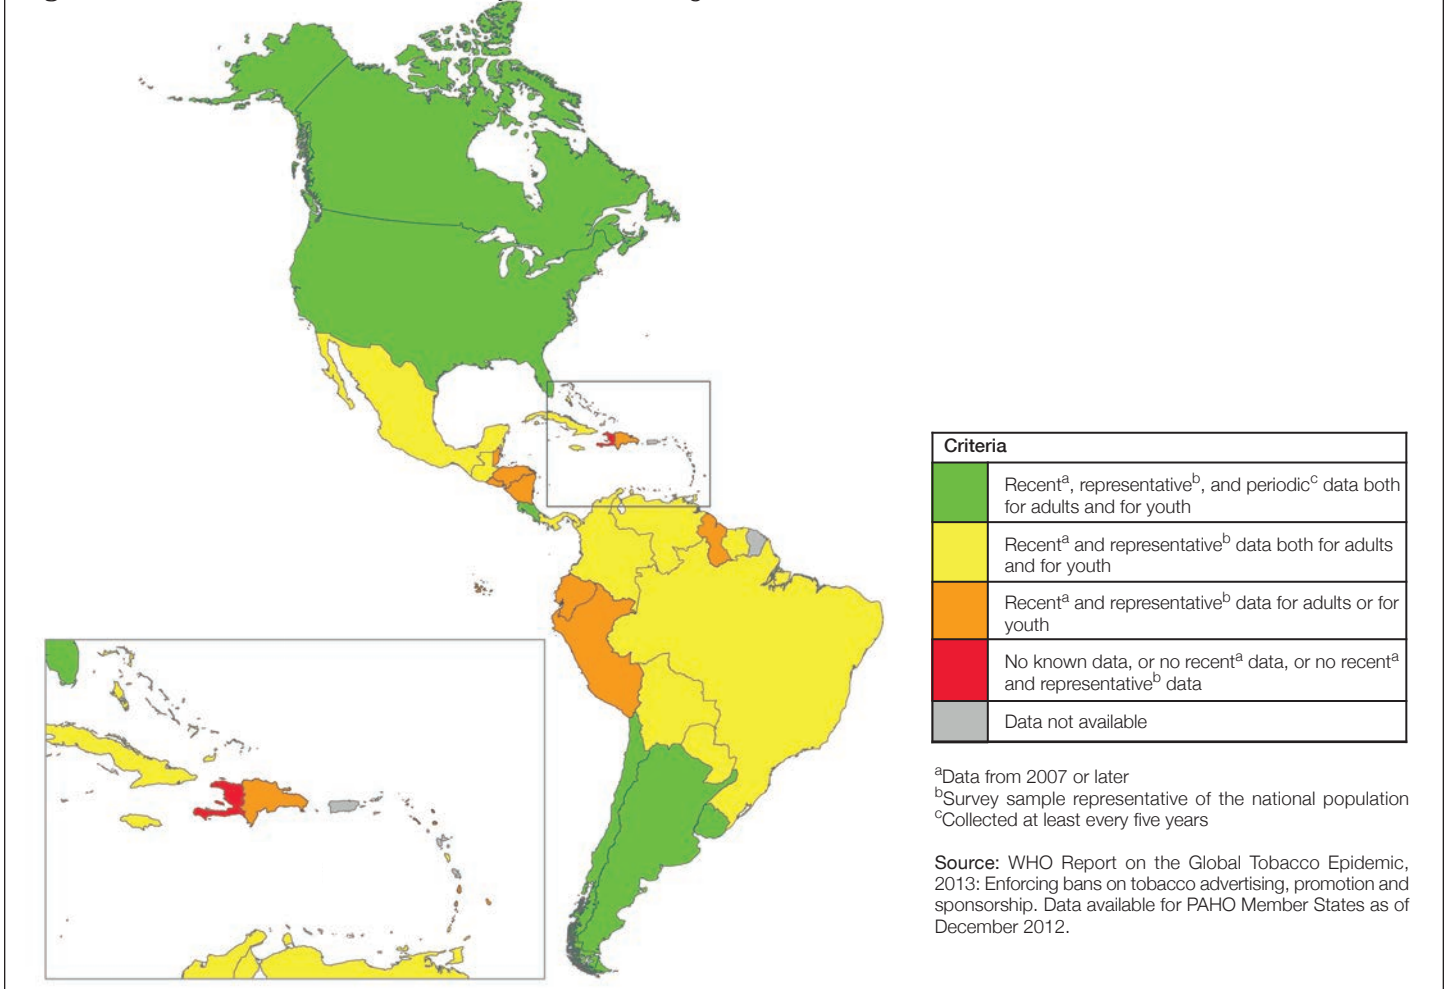 Criteria
Recentᵃ, representativeᵇ, and periodicᶜ data both
for adults and for youth
Recentᵃ and representativeᵇ data both for adults
and for youth
Recentᵃ and representativeᵇ data for adults or for
youth
No known data, or no recentᵃ data, or no recentᵃ
and representativeᵇ data
Data not available
ᵃData from 2007 or later
ᵇSurvey sample representative of the national population
ᶜCollected at least every five years
Source: WHO Report on the Global Tobacco Epidemic,
2013: Enforcing bans on tobacco advertising, promotion and
sponsorship. Data available for PAHO Member States as of
December 2012.